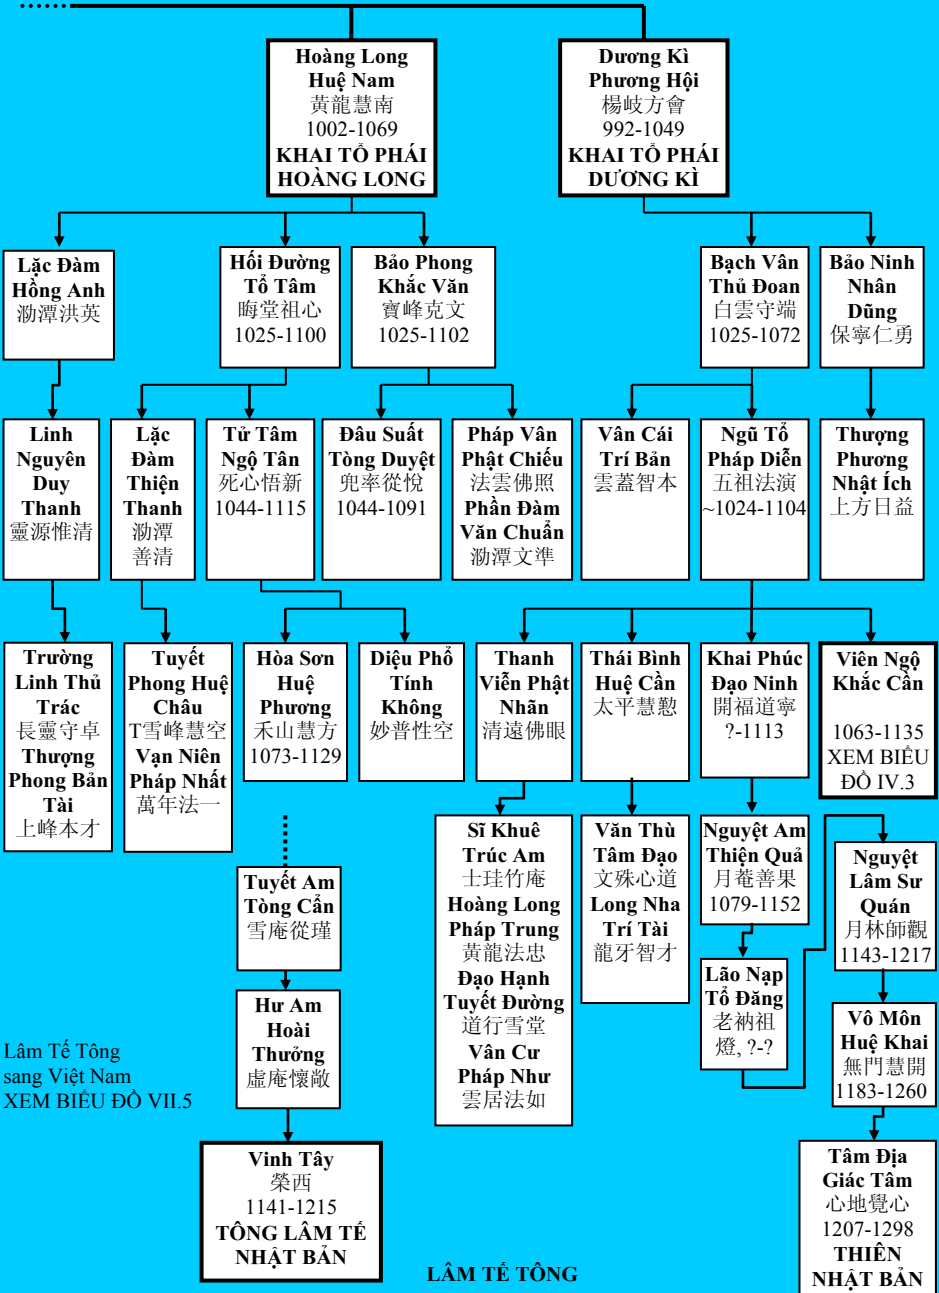 Hoàng Long
Huệ Nam
黃龍慧南
1002-1069
KHAI TỔ PHÁI
HOÀNG LONG
Dương Kì
Phương Hội
楊岐方會
992-1049
KHAI TỔ PHÁI
DƯƠNG KÌ
Lặc Đàm
Hồng Anh
泐潭洪英
Hối Đường
Tổ Tâm
晦堂祖心
1025-1100
Bảo Phong
Khắc Văn
寶峰克文
1025-1102
Bạch Vân
Thủ Đoan
白雲守端
1025-1072
Bảo Ninh
Nhân
Dũng
保寧仁勇
Linh
Nguyên
Duy
Thanh
靈源惟清
Lặc
Đàm
Thiện
Thanh
泐潭
善清
Tử Tâm
Ngộ Tân
死心悟新
1044-1115
Đâu Suất
Tòng Duyệt
兜率從悅
1044-1091
Pháp Vân
Phật Chiếu
法雲佛照
Phần Đàm
Văn Chuẩn
泐潭文準
Vân Cái
Trí Bản
雲蓋智本
Ngũ Tổ
Pháp Diễn
五祖法演
~1024-1104
Thượng
Phương
Nhật Ích
上方日益
Trường
Linh Thủ
Trác
長靈守卓
Thượng
Phong Bản
Tài
上峰本才
Tuyết
Phong Huệ
Châu
T雪峰慧空
Vạn Niên
Pháp Nhất
萬年法一
Hòa Sơn
Huệ
Phương
禾山慧方
1073-1129
Diệu Phổ
Tính
Không
妙普性空
Thanh
Viễn Phật
Nhãn
清遠佛眼
Thái Bình
Huệ Cần
太平慧懃
Khai Phúc
Đạo Ninh
開福道寧
?-1113
Viên Ngộ
Khắc Cần
1063-1135
XEM BIỂU
ĐỒ IV.3
Tuyết Am
Tòng Cẩn
雪庵從瑾
Sĩ Khuê
Trúc Am
士珪竹庵
Hoàng Long
Pháp Trung
黃龍法忠
Đạo Hạnh
Tuyết Đường
道行雪堂
Vân Cư
Pháp Như
雲居法如
Văn Thù
Tâm Đạo
文殊心道
Long Nha
Trí Tài
龍牙智才
Nguyệt Am
Thiện Quả
月菴善果
1079-1152
Nguyệt
Lâm Sư
Quán
月林師觀
1143-1217
Lão Nạp
Tổ Đăng
老衲祖
燈, ?-?
Hư Am
Hoài
Thưởng
虛庵懷敞
Vô Môn
Huệ Khai
無門慧開
1183-1260
Lâm Tế Tông
sang Việt Nam
XEM BIỂU ĐỒ VII.5
Vinh Tây
榮西
1141-1215
TÔNG LÂM TẾ
NHẬT BẢN
Tâm Địa
Giác Tâm
心地覺心
1207-1298
THIỀN
NHẬT BẢN
LÂM TẾ TÔNG